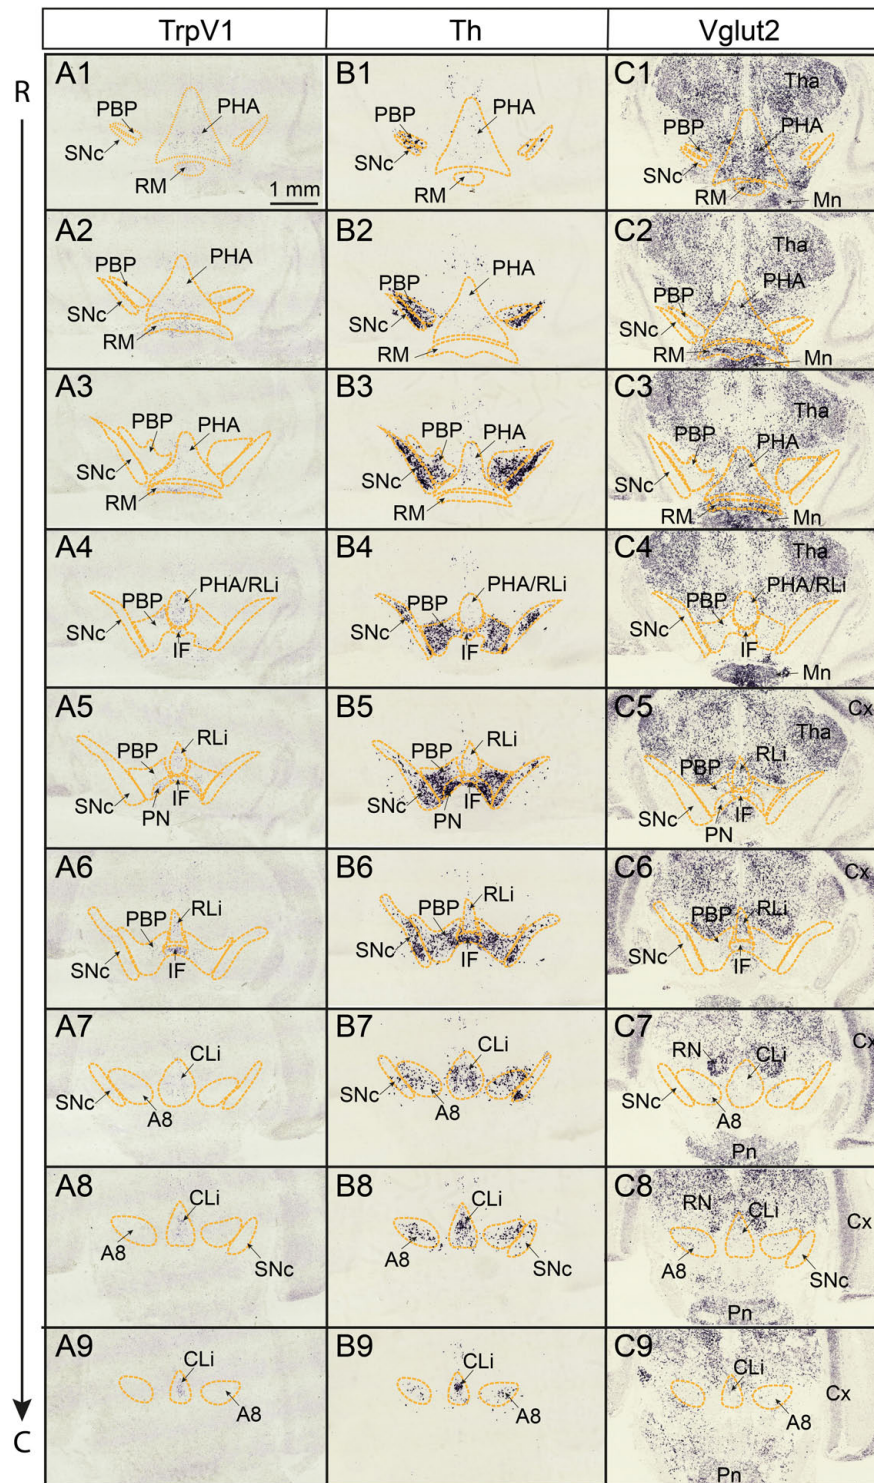 TrpV1 Th Vglut2
R
A1
PBP
PHA
SNc
RM
1 mm
B1
PBP
PHA
SNc
RM
C1
Tha
PBP
PHA
SNc
RM
Mn
A2
PBP
PHA
SNc
RM
B2
PBP
PHA
SNc
RM
C2
Tha
PHA
PBP
SNc
RM
Mn
A3
PBP
PHA
SNc
RM
B3
PBP
PHA
SNc
RM
C3
Tha
PBP
PHA
SNc
RM
Mn
A4
PHA/RLi
PBP
SNc
IF
B4
PHA/RLi
PBP
SNc
IF
C4
Tha
PHA/RLi
PBP
SNc
IF
Mn
A5
RLi
PBP
SNc
IF
PN
B5
RLi
PBP
SNc
IF
PN
C5
Cx
Tha
RLi
PBP
SNc
IF
PN
A6
RLi
PBP
SNc
IF
B6
RLi
PBP
SNc
IF
C6
Cx
RLi
PBP
SNc
IF
A7
CLi
SNc
A8
B7
CLi
SNc
A8
C7
Cx
RN
CLi
SNc
A8
Pn
A8
CLi
A8
SNc
B8
CLi
A8
SNc
C8
RN
CLi
Cx
A8
SNc
Pn
A9
CLi
A8
B9
CLi
A8
C9
CLi
Cx
A8
Pn
C